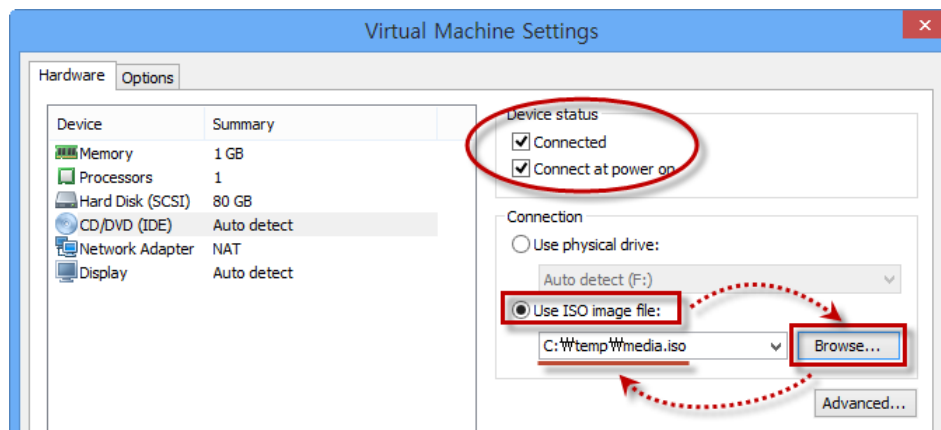 Virtual Machine Settings
Hardware
Options
Device Summary
Memory 1 GB
Processors 1
Hard Disk (SCSI) 80 GB
CD/DVD (IDE) Auto detect
Network Adapter NAT
Display Auto detect
Device status
Connected
Connect at power on
Connection
Use physical drive:
Auto detect (F:)
Use ISO image file:
C:₩temp₩media.iso
Browse...
Advanced...